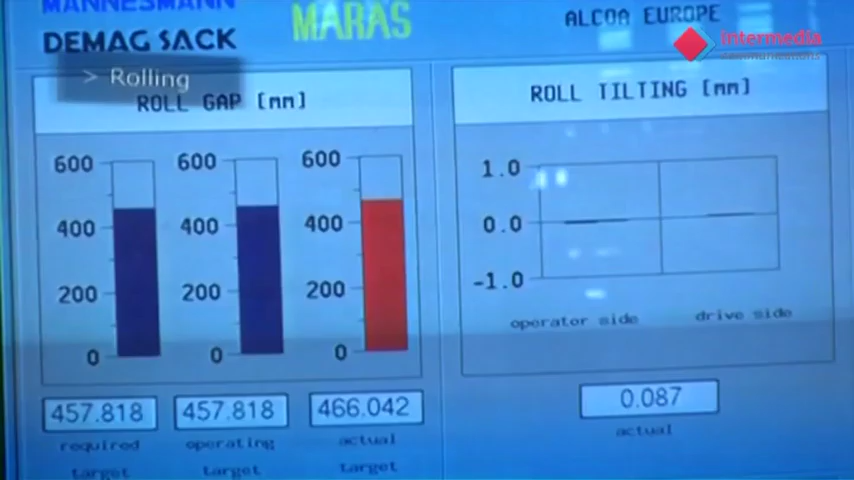 MANNESMANN
DEMAG SACK
MARAS
ALCOA EUROPE
intermedia
communications
> Rolling
ROLL GAP [mm]
600
400
200
0
600
400
200
0
600
400
200
0
457.818
required
target
457.818
operating
target
466.042
actual
target
ROLL TILTING [mm]
1.0
0.0
-1.0
operator side
drive side
0.087
actual